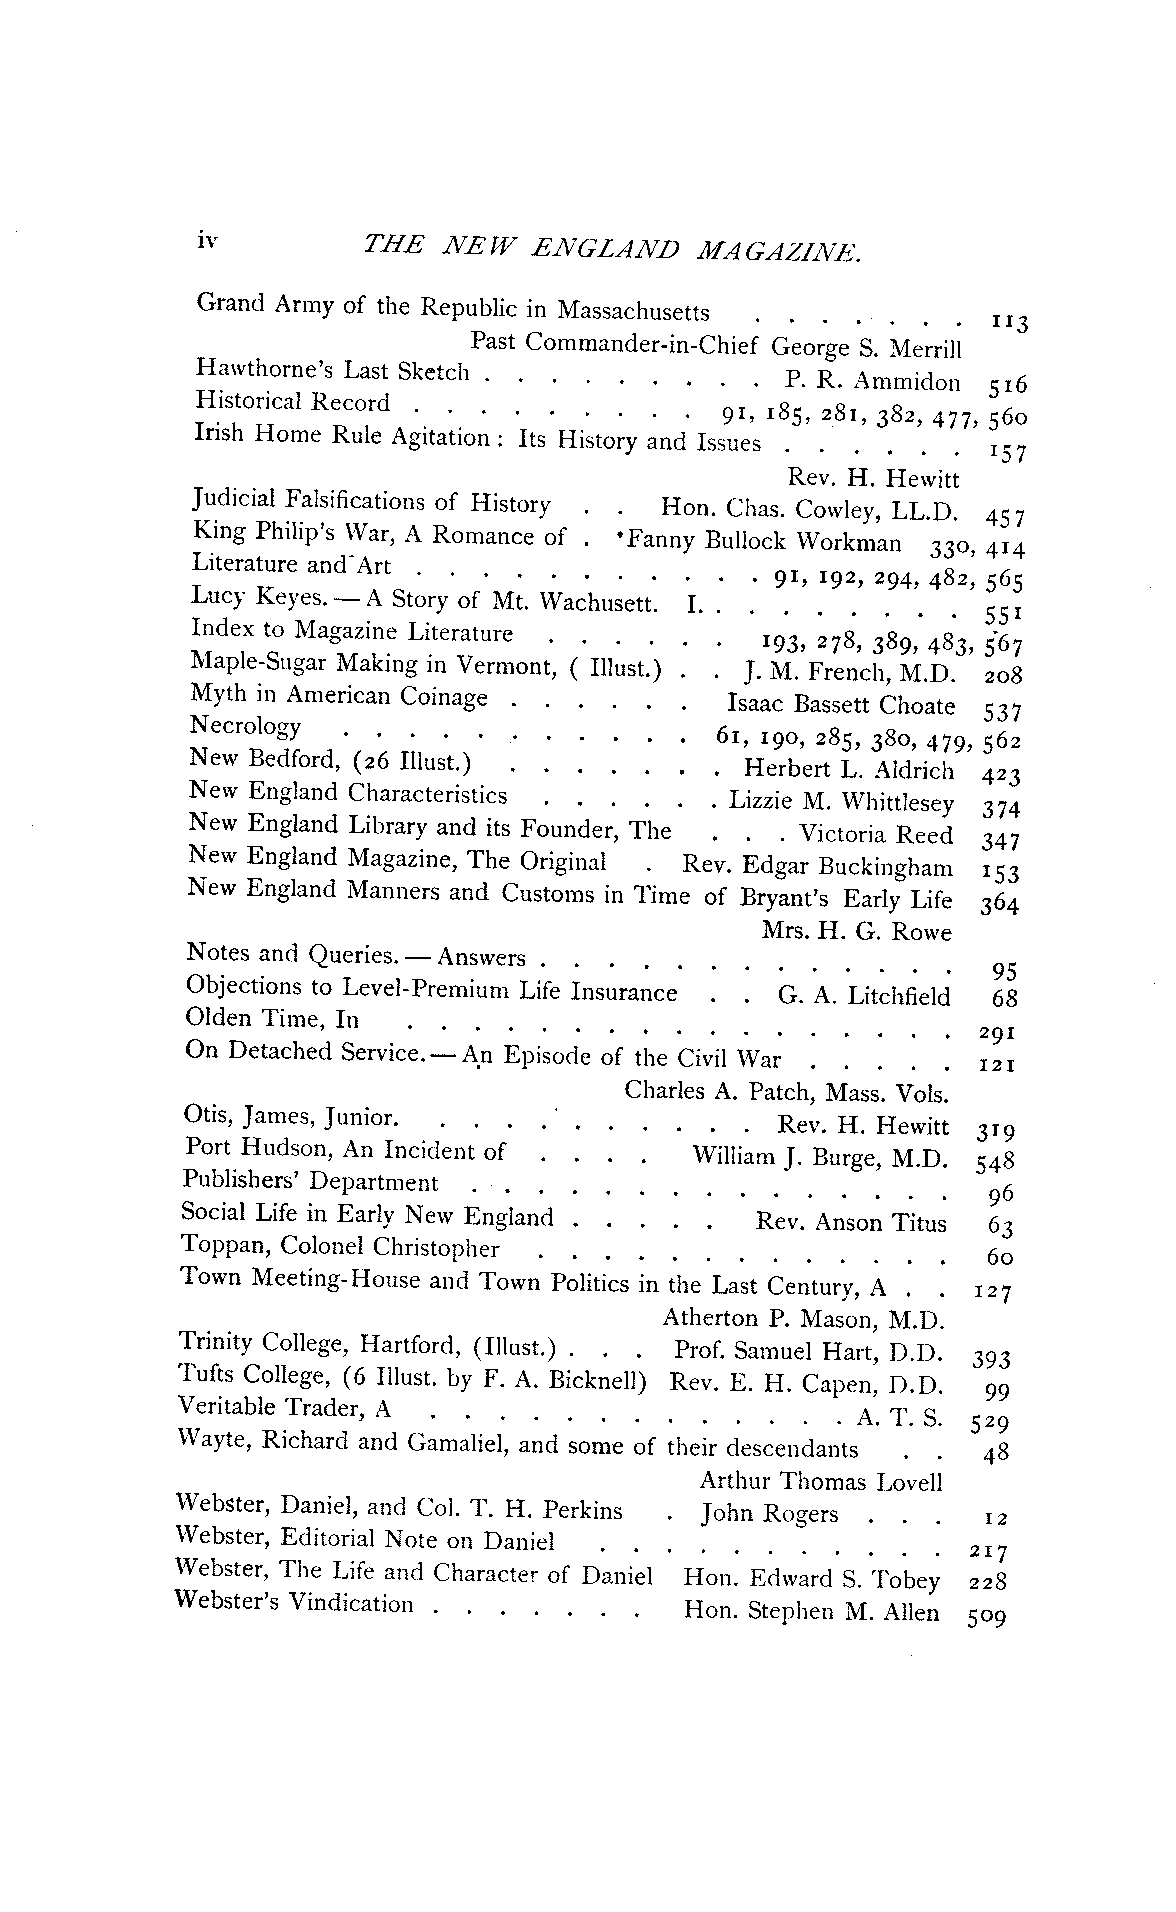 iv THE NEW ENGLAND MAGAZINE.
Grand Army of the Republic in Massachusetts . . . . . . . 113
Past Commander-in-Chief George S. Merrill
Hawthorne's Last Sketch . . . . . . . . . P. R. Ammidon 516
Historical Record . . . . . . . . . 91, 185, 281, 382, 477, 560
Irish Home Rule Agitation: Its History and Issues . . . . . . 157
Rev. H. Hewitt
Judicial Falsifications of History . . Hon. Chas. Cowley, LL.D. 457
King Philip's War, A Romance of . Fanny Bullock Workman 330, 414
Literature and Art . . . . . . . . . . . 91, 192, 294, 482, 565
Lucy Keyes. — A Story of Mt. Wachusett. I. . . . . . . . . 551
Index to Magazine Literature . . . . . . 193, 278, 389, 483, 567
Maple-Sugar Making in Vermont, ( Illust.) . . J. M. French, M.D. 208
Myth in American Coinage . . . . . . Isaac Bassett Choate 537
Necrology . . . . . . . . . . . 61, 190, 285, 380, 479, 562
New Bedford, (26 Illust.) . . . . . . . Herbert L. Aldrich 423
New England Characteristics . . . . . . Lizzie M. Whittlesey 374
New England Library and its Founder, The . . . Victoria Reed 347
New England Magazine, The Original . Rev. Edgar Buckingham 153
New England Manners and Customs in Time of Bryant's Early Life 364
Mrs. H. G. Rowe
Notes and Queries. — Answers . . . . . . . . . . . . . 95
Objections to Level-Premium Life Insurance . . G. A. Litchfield 68
Olden Time, In . . . . . . . . . . . . . . . . . 291
On Detached Service. — An Episode of the Civil War . . . . . 121
Charles A. Patch, Mass. Vols.
Otis, James, Junior. . . . . . . . . . . Rev. H. Hewitt 319
Port Hudson, An Incident of . . . . William J. Burge, M.D. 548
Publishers' Department . . . . . . . . . . . . . . . 96
Social Life in Early New England . . . . . Rev. Anson Titus 63
Toppan, Colonel Christopher . . . . . . . . . . . . . 60
Town Meeting-House and Town Politics in the Last Century, A . . 127
Atherton P. Mason, M.D.
Trinity College, Hartford, (Illust.) . . . Prof. Samuel Hart, D.D. 393
Tufts College, (6 Illust. by F. A. Bicknell) Rev. E. H. Capen, D.D. 99
Veritable Trader, A . . . . . . . . . . . . . A. T. S. 529
Wayte, Richard and Gamaliel, and some of their descendants . . 48
Arthur Thomas Lovell
Webster, Daniel, and Col. T. H. Perkins . John Rogers . . . 12
Webster, Editorial Note on Daniel . . . . . . . . . . . 217
Webster, The Life and Character of Daniel Hon. Edward S. Tobey 228
Webster's Vindication . . . . . . . Hon. Stephen M. Allen 509